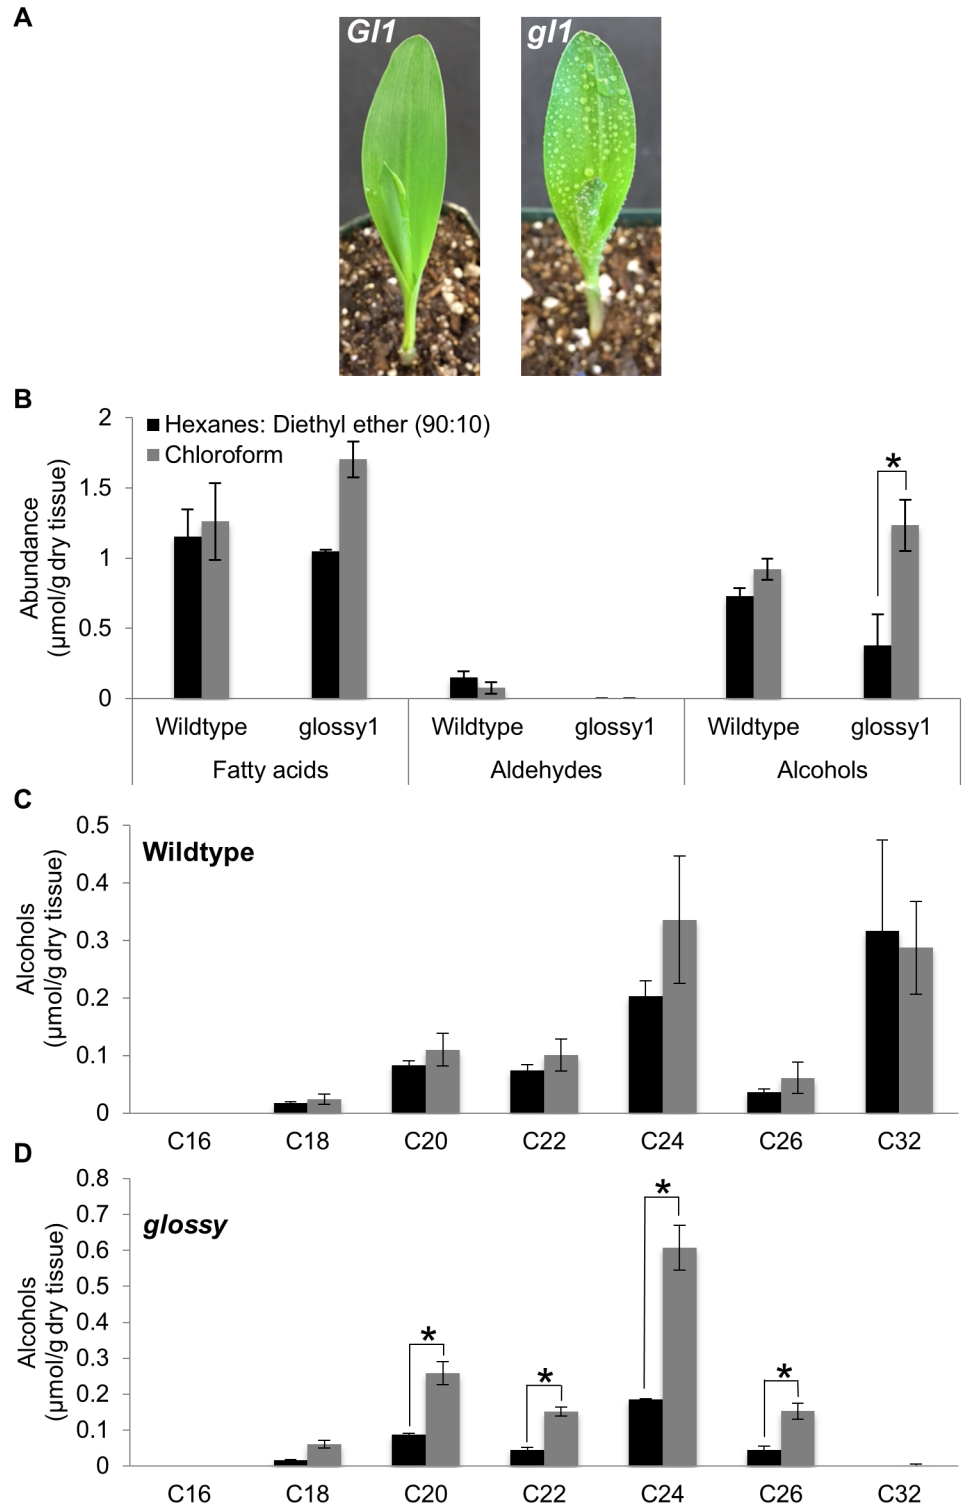 A
Gl1
gl1
B
Hexanes: Diethyl ether (90:10)
Chloroform
Abundance
(µmol/g dry tissue)
2
1.5
1
0.5
0
*
Wildtype glossy1 Wildtype glossy1 Wildtype glossy1
Fatty acids Aldehydes Alcohols
C
Wildtype
Alcohols
(µmol/g dry tissue)
0.5
0.4
0.3
0.2
0.1
0
C16 C18 C20 C22 C24 C26 C32
D
glossy
Alcohols
(µmol/g dry tissue)
0.8
0.7
0.6
0.5
0.4
0.3
0.2
0.1
0
* * * *
C16 C18 C20 C22 C24 C26 C32